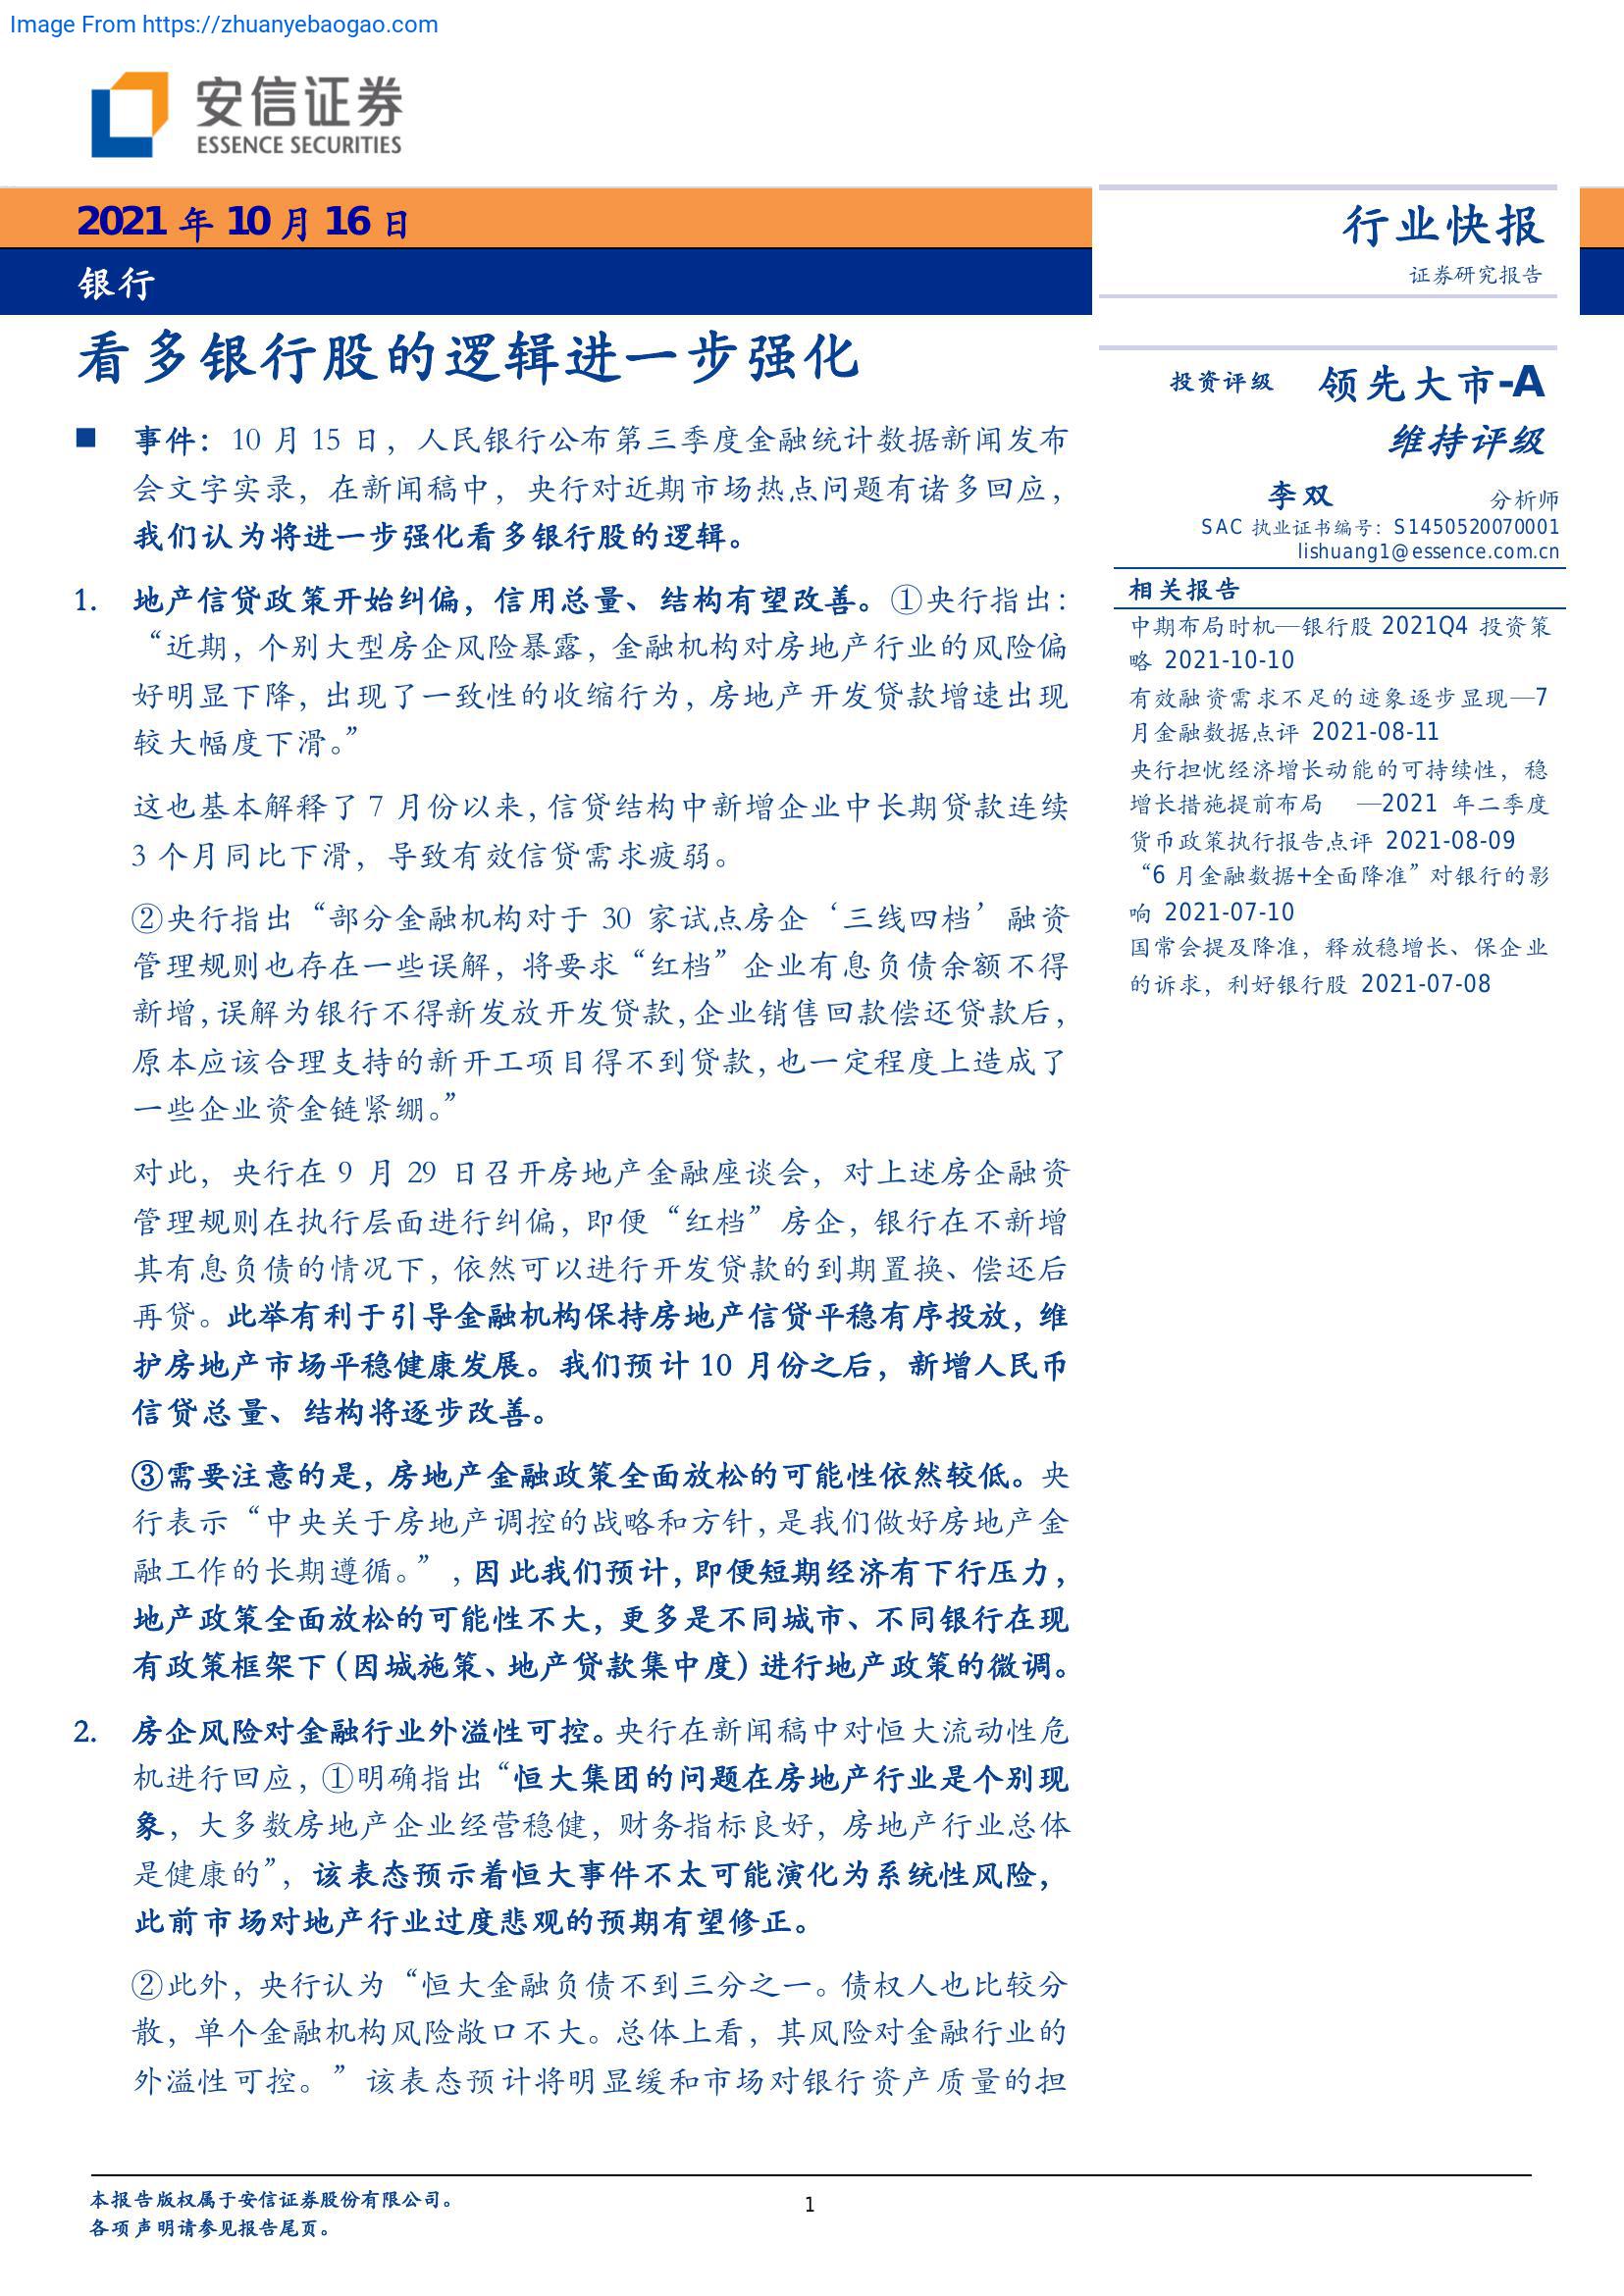 Image From https://zhuanyebaogao.com
安信证券
ESSENCE SECURITIES
2021 年 10 月 16 日
银行
行业快报
证券研究报告
看多银行股的逻辑进一步强化
■ 事件：10 月 15 日，人民银行公布第三季度金融统计数据新闻发布
会文字实录，在新闻稿中，央行对近期市场热点问题有诸多回应，
我们认为将进一步强化看多银行股的逻辑。
1. 地产信贷政策开始纠偏，信用总量、结构有望改善。①央行指出：
“近期，个别大型房企风险暴露，金融机构对房地产行业的风险偏
好明显下降，出现了一致性的收缩行为，房地产开发贷款增速出现
较大幅度下滑。”
这也基本解释了 7 月份以来，信贷结构中新增企业中长期贷款连续
3 个月同比下滑，导致有效信贷需求疲弱。
②央行指出“部分金融机构对于 30 家试点房企‘三线四档’融资
管理规则也存在一些误解，将要求“红档”企业有息负债余额不得
新增，误解为银行不得新发放开发贷款，企业销售回款偿还贷款后，
原本应该合理支持的新开工项目得不到贷款，也一定程度上造成了
一些企业资金链紧绷。”
对此，央行在 9 月 29 日召开房地产金融座谈会，对上述房企融资
管理规则在执行层面进行纠偏，即便“红档”房企，银行在不新增
其有息负债的情况下，依然可以进行开发贷款的到期置换、偿还后
再贷。此举有利于引导金融机构保持房地产信贷平稳有序投放，维
护房地产市场平稳健康发展。我们预计 10 月份之后，新增人民币
信贷总量、结构将逐步改善。
③需要注意的是，房地产金融政策全面放松的可能性依然较低。央
行表示“中央关于房地产调控的战略和方针，是我们做好房地产金
融工作的长期遵循。”，因此我们预计，即便短期经济有下行压力，
地产政策全面放松的可能性不大，更多是不同城市、不同银行在现
有政策框架下（因城施策、地产贷款集中度）进行地产政策的微调。
2. 房企风险对金融行业外溢性可控。央行在新闻稿中对恒大流动性危
机进行回应，①明确指出“恒大集团的问题在房地产行业是个别现
象，大多数房地产企业经营稳健，财务指标良好，房地产行业总体
是健康的”，该表态预示着恒大事件不太可能演化为系统性风险，
此前市场对地产行业过度悲观的预期有望修正。
②此外，央行认为“恒大金融负债不到三分之一。债权人也比较分
散，单个金融机构风险敞口不大。总体上看，其风险对金融行业的
外溢性可控。”该表态预计将明显缓和市场对银行资产质量的担
投资评级 领先大市-A
维持评级
李双 分析师
SAC 执业证书编号：S1450520070001
lishuang1@essence.com.cn
相关报告
中期布局时机—银行股 2021Q4 投资策
略 2021-10-10
有效融资需求不足的迹象逐步显现—7
月金融数据点评 2021-08-11
央行担忧经济增长动能的可持续性，稳
增长措施提前布局 —2021 年二季度
货币政策执行报告点评 2021-08-09
“6 月金融数据+全面降准”对银行的影
响 2021-07-10
国常会提及降准，释放稳增长、保企业
的诉求，利好银行股 2021-07-08
本报告版权属于安信证券股份有限公司。
各项声明请参见报告尾页。
1